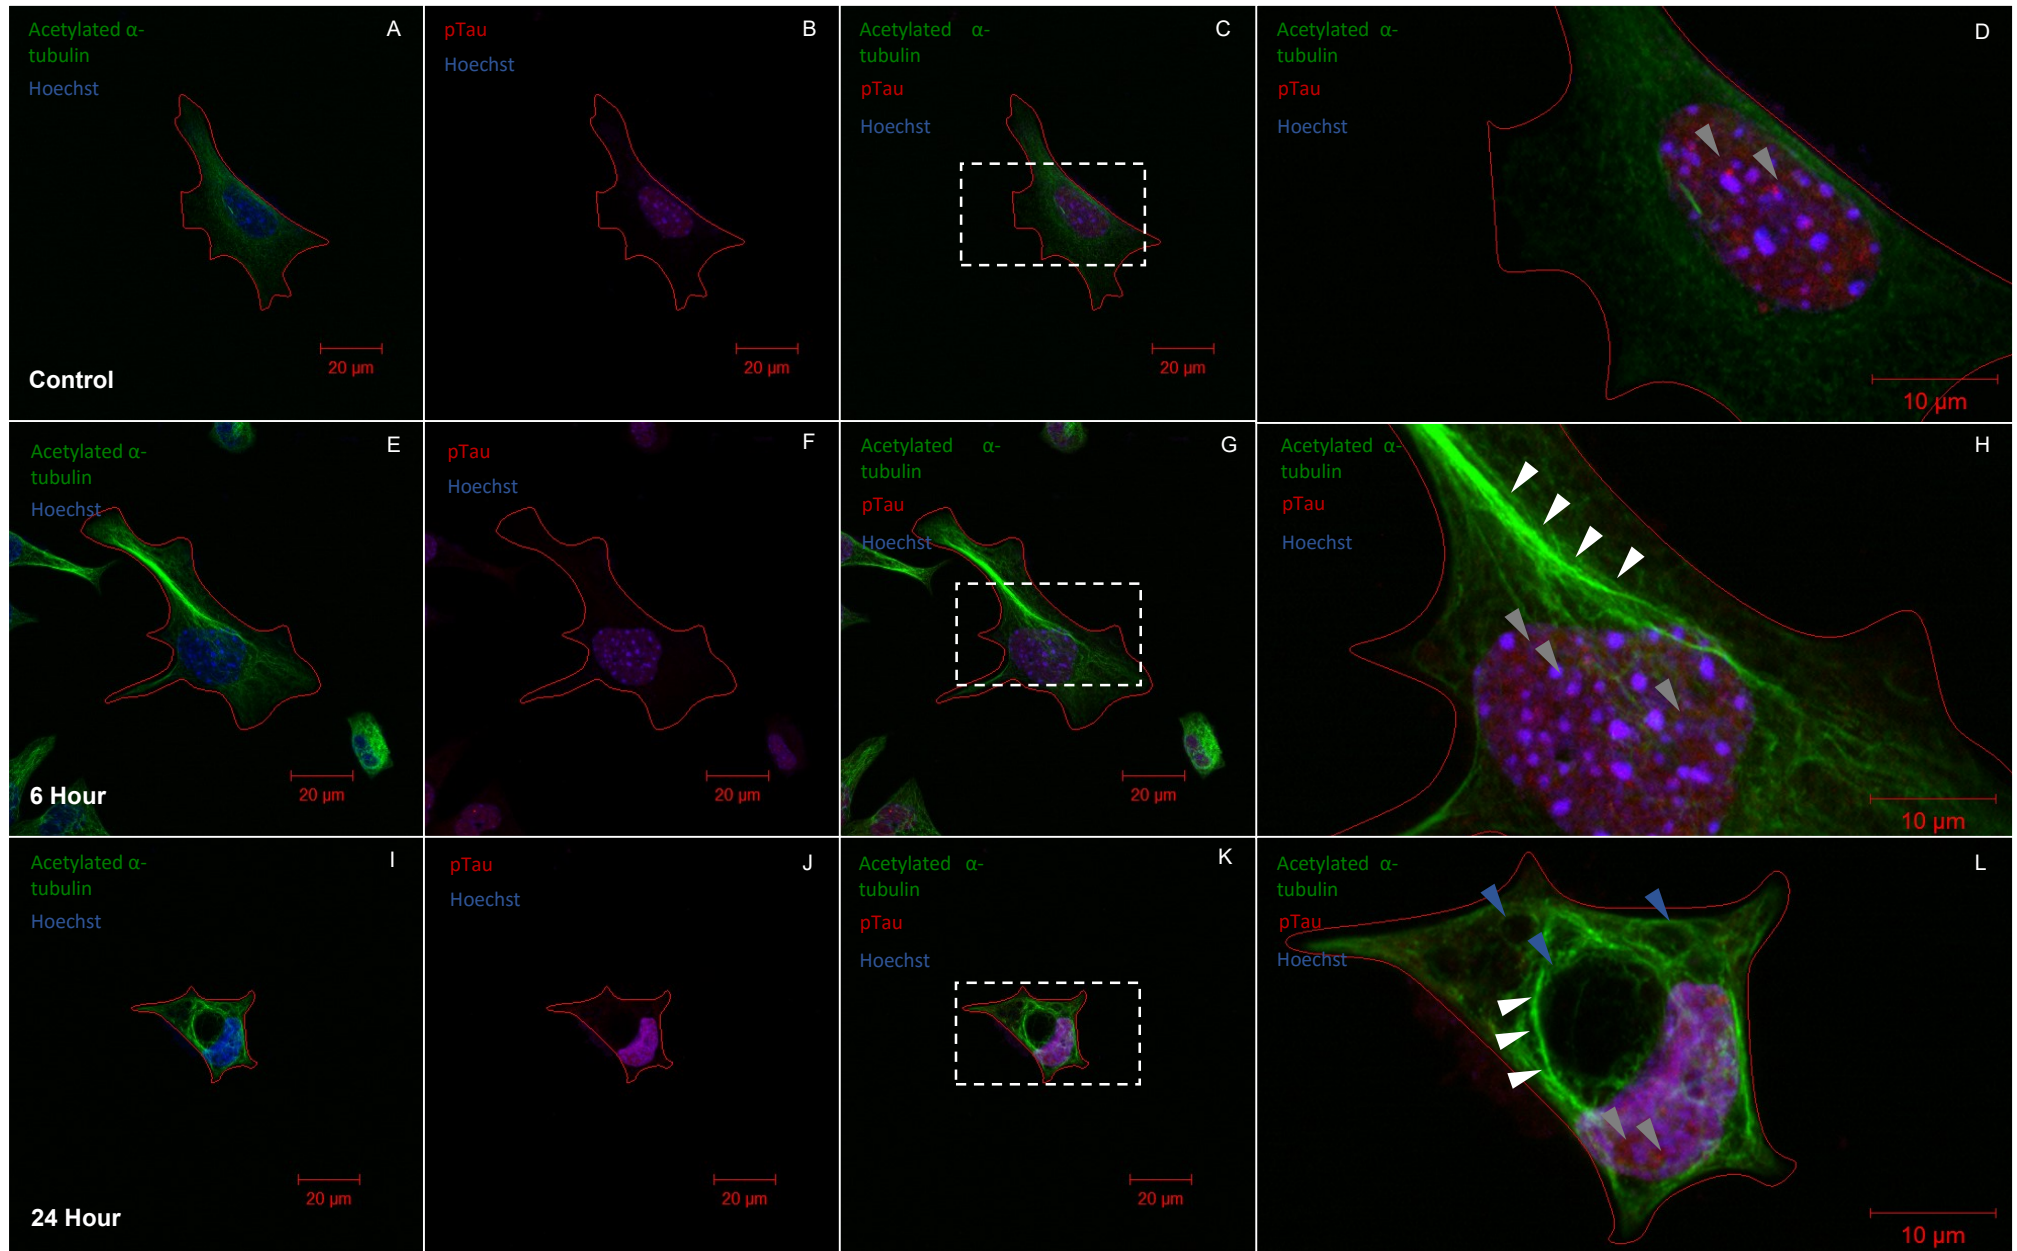 Acetylated α-
tubulin
Hoechst
A
20 µm
Control
pTau
Hoechst
B
20 µm
Acetylated α-
tubulin
pTau
Hoechst
C
20 µm
Acetylated α-
tubulin
pTau
Hoechst
D
10 µm
Acetylated α-
tubulin
Hoechst
E
20 µm
6 Hour
pTau
Hoechst
F
20 µm
Acetylated α-
tubulin
pTau
Hoechst
G
20 µm
Acetylated α-
tubulin
pTau
Hoechst
H
10 µm
Acetylated α-
tubulin
Hoechst
I
20 µm
24 Hour
pTau
Hoechst
J
20 µm
Acetylated α-
tubulin
pTau
Hoechst
K
20 µm
Acetylated α-
tubulin
pTau
Hoechst
L
10 µm